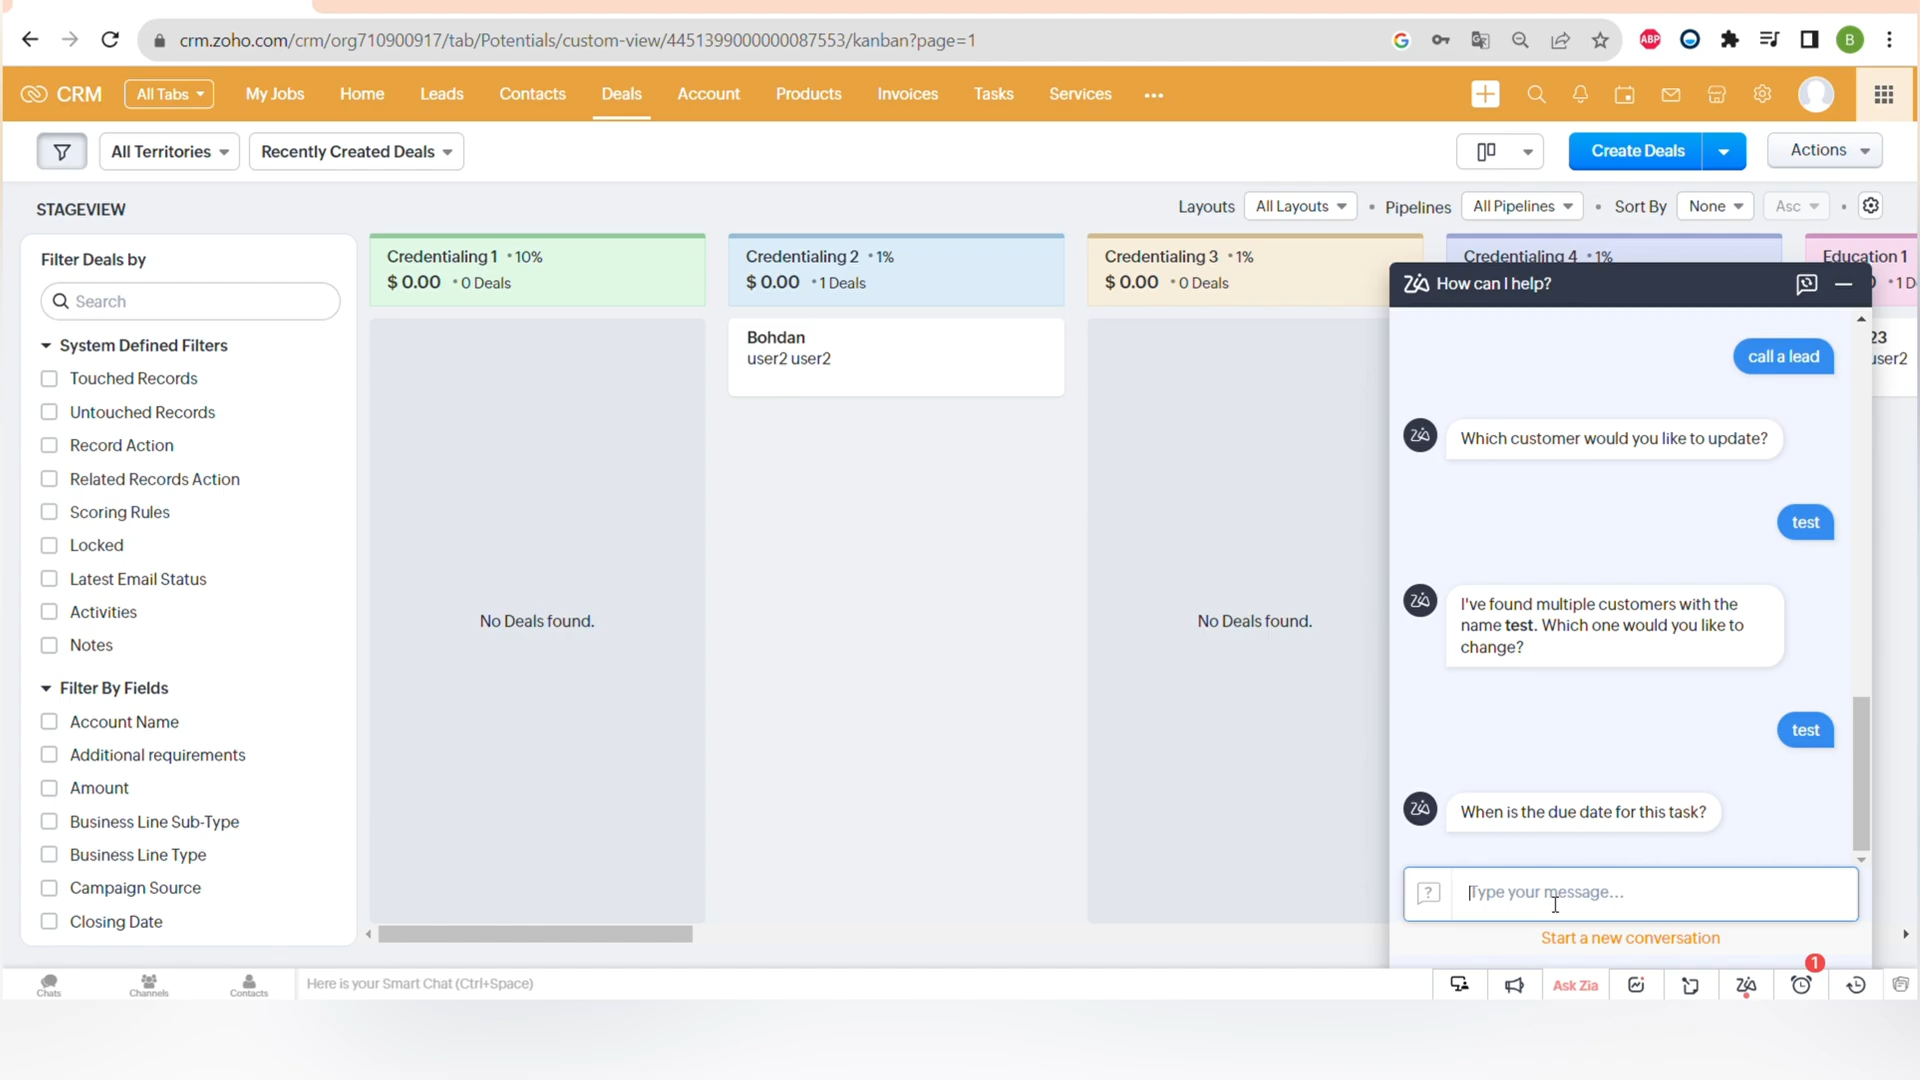 crm.zoho.com/crm/org710900917/tab/Potentials/custom-view/4451399000000087553/kanban?page=1
ABP
B
CRM
All Tabs
My Jobs
Home
Leads
Contacts
Deals
Account
Products
Invoices
Tasks
Services
All Territories
Recently Created Deals
Create Deals
Actions
STAGEVIEW
Layouts
All Layouts
Pipelines
All Pipelines
Sort By
None
Asc
Filter Deals by
Search
System Defined Filters
Touched Records
Untouched Records
Record Action
Related Records Action
Scoring Rules
Locked
Latest Email Status
Activities
Notes
Filter By Fields
Account Name
Additional requirements
Amount
Business Line Sub-Type
Business Line Type
Campaign Source
Closing Date
Credentialing 1 • 10%
$ 0.00 • 0 Deals
No Deals found.
Credentialing 2 • 1%
$ 0.00 • 1 Deals
Bohdan
user2 user2
Credentialing 3 • 1%
$ 0.00 • 0 Deals
No Deals found.
Credentialing 4 • 1%
Education 1
• 1 D
23
user2
Zia How can I help?
call a lead
Which customer would you like to update?
test
I've found multiple customers with the
name test. Which one would you like to
change?
test
When is the due date for this task?
Type your message...
Start a new conversation
Chats
Channels
Contacts
Here is your Smart Chat (Ctrl+Space)
Ask Zia
1